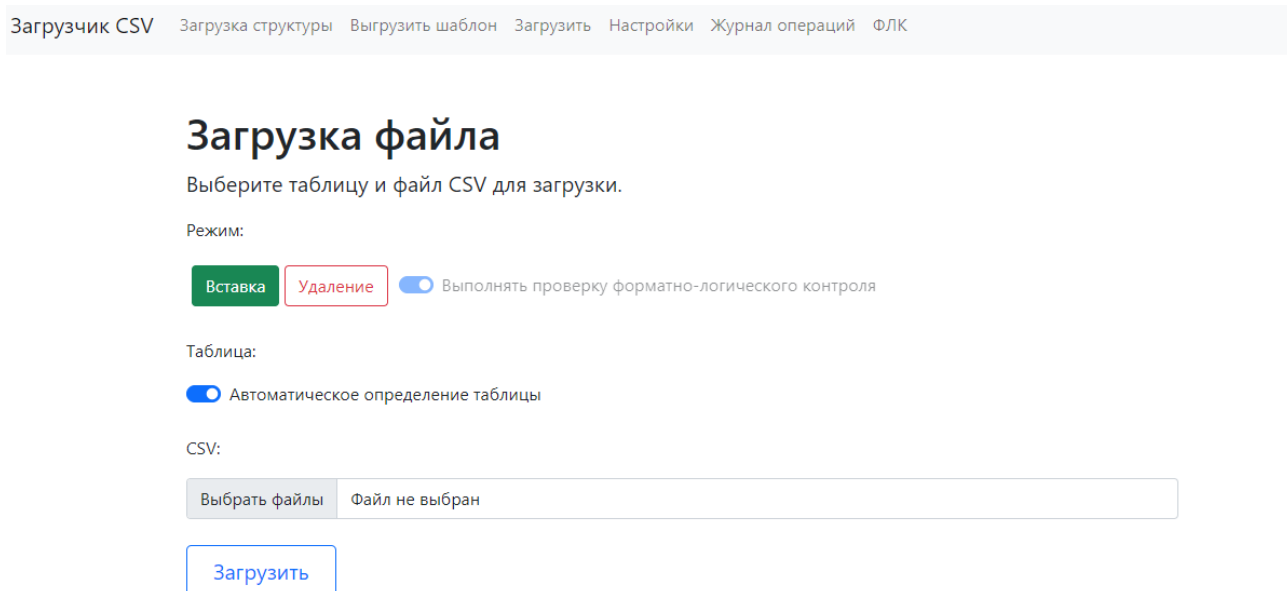 Загрузчик CSV Загрузка структуры Выгрузить шаблон Загрузить Настройки Журнал операций ФЛК
Загрузка файла
Выберите таблицу и файл CSV для загрузки.
Режим:
Вставка Удаление Выполнять проверку форматно-логического контроля
Таблица:
Автоматическое определение таблицы
CSV:
Выбрать файлы Файл не выбран
Загрузить